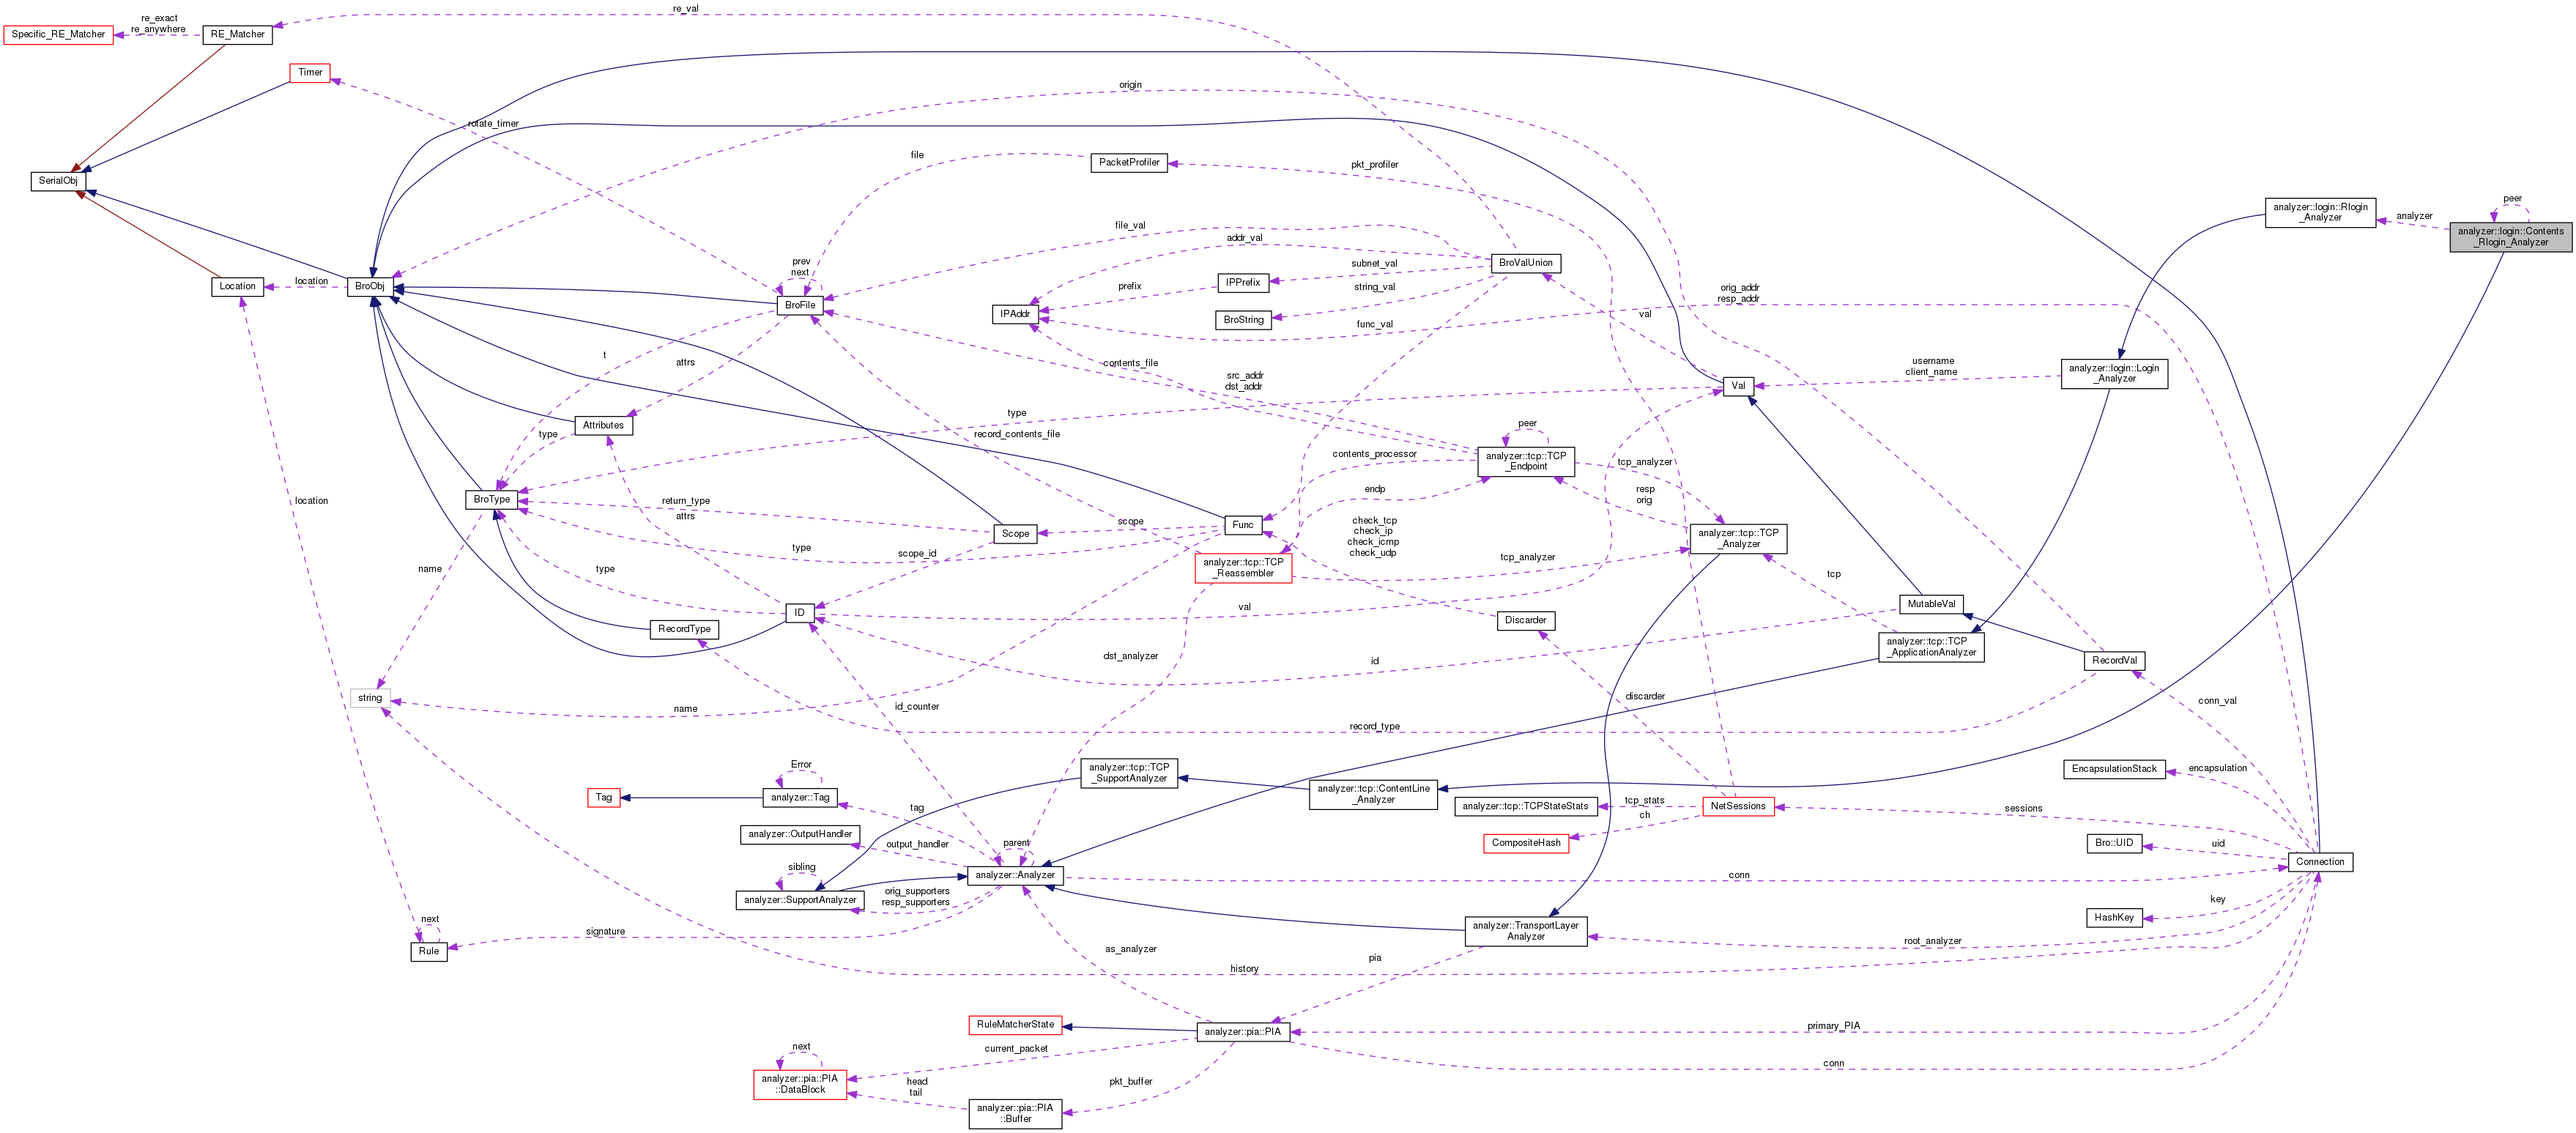 re_val
re_exact
re_anywhere
Specific_RE_Matcher
RE_Matcher
Timer
origin
rotate_timer
file
PacketProfiler
pkt_profiler
SerialObj
peer
analyzer::login::Rlogin
_Analyzer
analyzer
analyzer::login::Contents
_Rlogin_Analyzer
file_val
addr_val
BroValUnion
subnet_val
prev
next
Location
location
BroObj
IPPrefix
prefix
string_val
orig_addr
resp_addr
BroFile
IPAddr
BroString
func_val
val
t
attrs
contents_file
src_addr
dst_addr
username
client_name
Val
analyzer::login::Login
_Analyzer
type
Attributes
type
record_contents_file
peer
contents_processor
analyzer::tcp::TCP
_Endpoint
tcp_analyzer
BroType
location
return_type
attrs
endp
resp
orig
scope
Func
check_tcp
check_ip
check_icmp
check_udp
Scope
analyzer::tcp::TCP
_Analyzer
type
scope_id
tcp_analyzer
analyzer::tcp::TCP
_Reassembler
name
type
tcp
ID
val
MutableVal
Discarder
RecordType
analyzer::tcp::TCP
_ApplicationAnalyzer
dst_analyzer
id
RecordVal
string
name
id_counter
discarder
conn_val
record_type
Error
analyzer::tcp::TCP
_SupportAnalyzer
EncapsulationStack
encapsulation
Tag
analyzer::Tag
tag
analyzer::tcp::ContentLine
_Analyzer
analyzer::tcp::TCPStateStats
tcp_stats
NetSessions
sessions
ch
analyzer::OutputHandler
output_handler
parent
CompositeHash
Bro::UID
uid
Connection
sibling
analyzer::Analyzer
conn
analyzer::SupportAnalyzer
orig_supporters
resp_supporters
key
HashKey
next
signature
analyzer::TransportLayer
Analyzer
root_analyzer
Rule
as_analyzer
pia
history
RuleMatcherState
analyzer::pia::PIA
primary_PIA
next
current_packet
conn
analyzer::pia::PIA
::DataBlock
head
tail
pkt_buffer
analyzer::pia::PIA
::Buffer